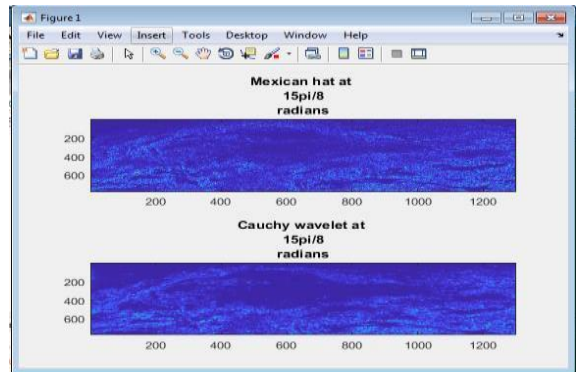 Figure 1
File Edit View Insert Tools Desktop Window Help
Mexican hat at
15pi/8
radians
200
400
600
200 400 600 800 1000 1200
Cauchy wavelet at
15pi/8
radians
200
400
600
200 400 600 800 1000 1200